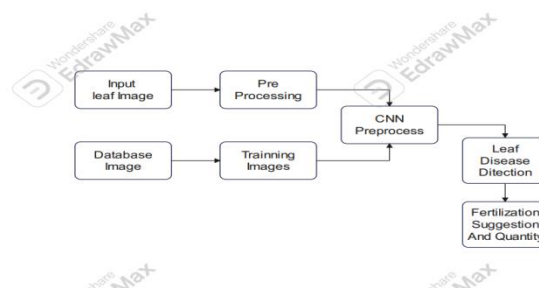 Wondershare
EdrawMax
Wondershare
EdrawMax
Input
leaf Image
Pre
Processing
CNN
Preprocess
Database
Image
Trainning
Images
Leaf
Disease
Ditection
Fertilization
Suggestion
And Quantity